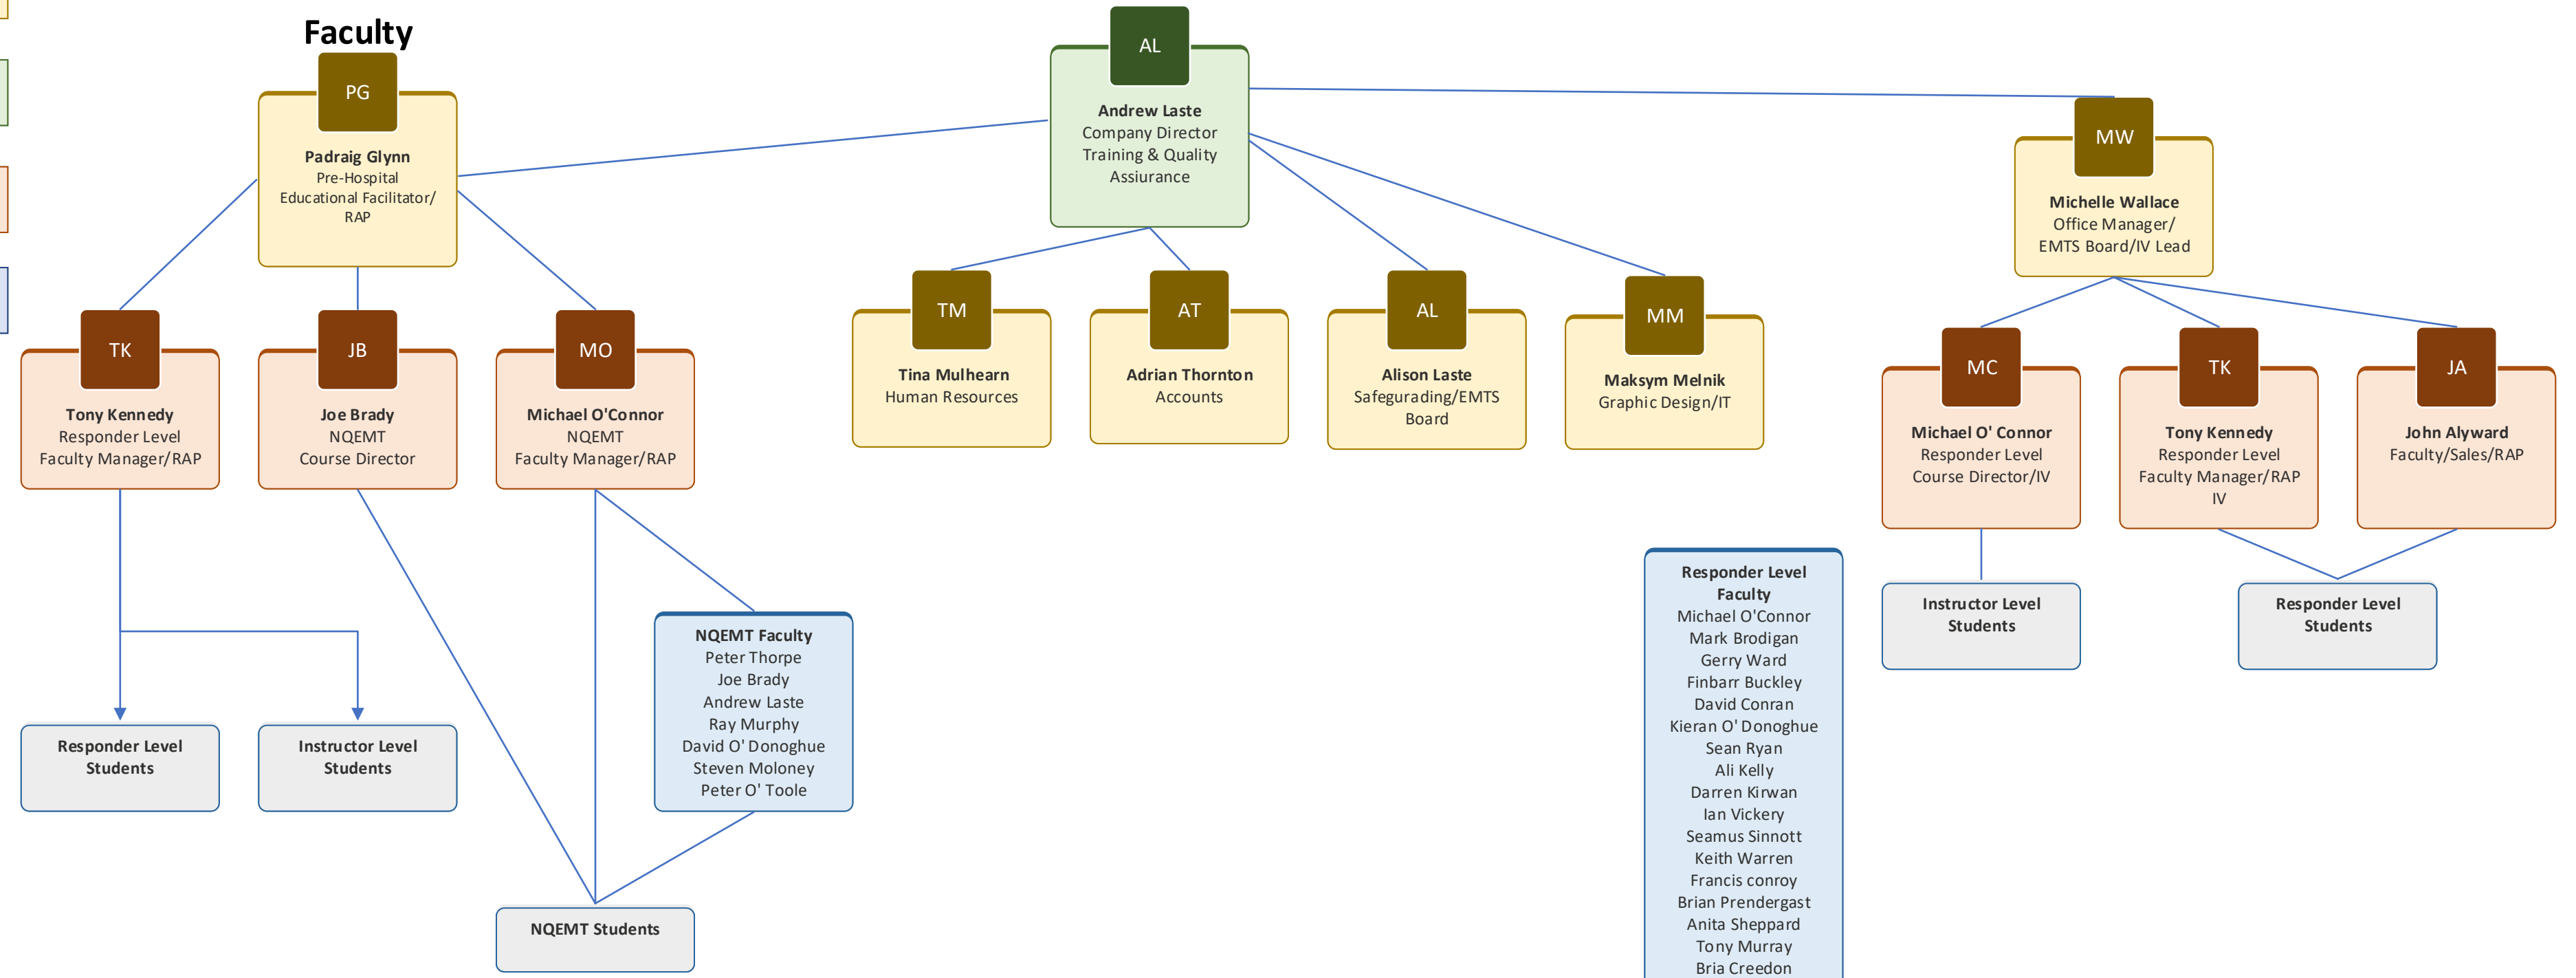 Faculty
PG
Padraig Glynn
Pre-Hospital
Educational Facilitator/
RAP
AL
Andrew Laste
Company Director
Training & Quality
Assiurance
MW
Michelle Wallace
Office Manager/
EMTS Board/IV Lead
TK
Tony Kennedy
Responder Level
Faculty Manager/RAP
JB
Joe Brady
NQEMT
Course Director
MO
Michael O'Connor
NQEMT
Faculty Manager/RAP
TM
Tina Mulhearn
Human Resources
AT
Adrian Thornton
Accounts
AL
Alison Laste
Safegurading/EMTS
Board
MM
Maksym Melnik
Graphic Design/IT
MC
Michael O' Connor
Responder Level
Course Director/IV
TK
Tony Kennedy
Responder Level
Faculty Manager/RAP
IV
JA
John Alyward
Faculty/Sales/RAP
Responder Level
Students
Instructor Level
Students
NQEMT Faculty
Peter Thorpe
Joe Brady
Andrew Laste
Ray Murphy
David O' Donoghue
Steven Moloney
Peter O' Toole
NQEMT Students
Responder Level
Faculty
Michael O'Connor
Mark Brodigan
Gerry Ward
Finbarr Buckley
David Conran
Kieran O' Donoghue
Sean Ryan
Ali Kelly
Darren Kirwan
Ian Vickery
Seamus Sinnott
Keith Warren
Francis conroy
Brian Prendergast
Anita Sheppard
Tony Murray
Bria Creedon
Instructor Level
Students
Responder Level
Students